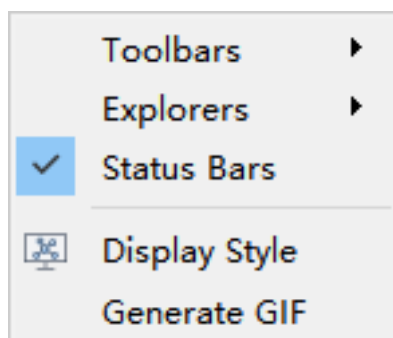 Toolbars
Explorers
Status Bars
Display Style
Generate GIF